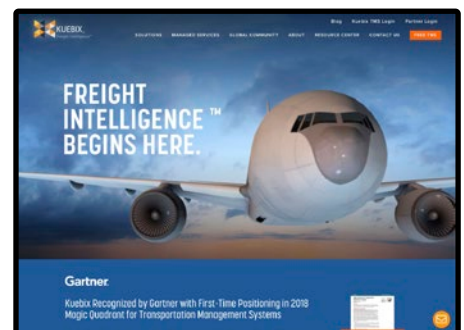 Blog Kuebix TMS Login Partner Login
KUEBIX
Freight Intelligence
SOLUTIONS MANAGED SERVICES GLOBAL COMMUNITY ABOUT RESOURCE CENTER CONTACT US FREE TMS
FREIGHT
INTELLIGENCE ™
BEGINS HERE.
Gartner
Kuebix Recognized by Gartner with First-Time Positioning in 2018
Magic Quadrant for Transportation Management Systems